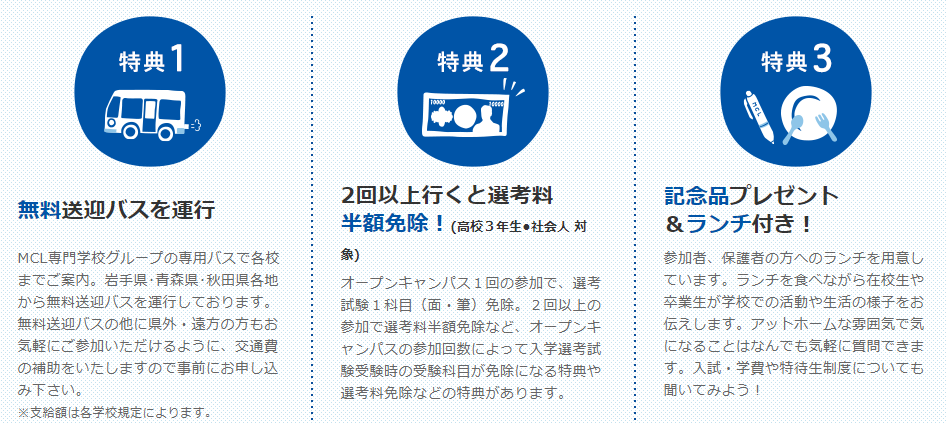 特典1
無料送迎バスを運行
MCL専門学校グループの専用バスで各校
までご案内。岩手県･青森県･秋田県各地
から無料送迎バスを運行しております。
無料送迎バスの他に県外・遠方の方もお
気軽にご参加いただけるように、交通費
の補助をいたしますので事前にお申し込
み下さい。
※支給額は各学校規定によります。
特典2
10000
10000
2回以上行くと選考料
半額免除！(高校３年生●社会人 対
象)
オープンキャンパス１回の参加で、選考
試験１科目（面・筆）免除。２回以上の
参加で選考料半額免除など、オープンキ
ャンパスの参加回数によって入学選考試
験受験時の受験科目が免除になる特典や
選考料免除などの特典があります。
特典3
MCL
記念品プレゼント
＆ランチ付き！
参加者、保護者の方へのランチを用意し
ています。ランチを食べながら在校生や
卒業生が学校での活動や生活の様子をお
伝えします。アットホームな雰囲気で気
になることはなんでも気軽に質問できま
す。入試・学費や特待生制度についても
聞いてみよう！